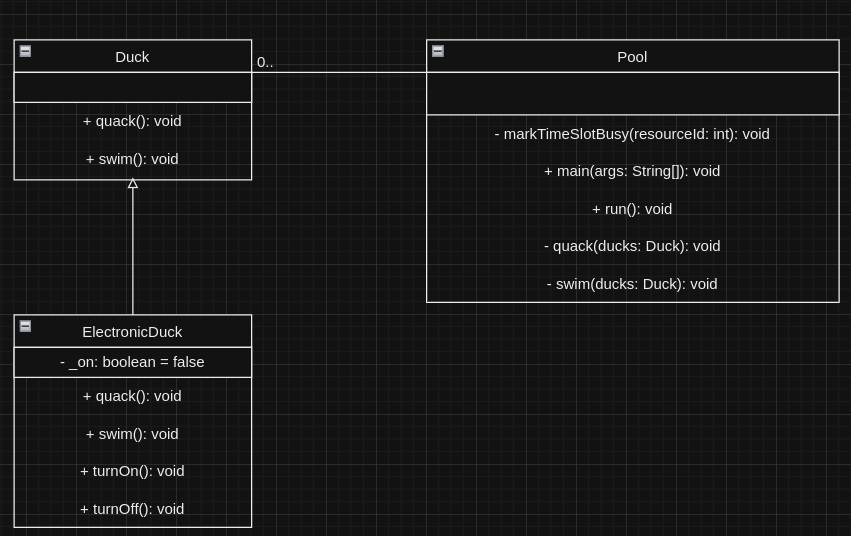 Duck
+ quack(): void
+ swim(): void
0..
Pool
- markTimeSlotBusy(resourceId: int): void
+ main(args: String[]): void
+ run(): void
- quack(ducks: Duck): void
- swim(ducks: Duck): void
ElectronicDuck
- _on: boolean = false
+ quack(): void
+ swim(): void
+ turnOn(): void
+ turnOff(): void